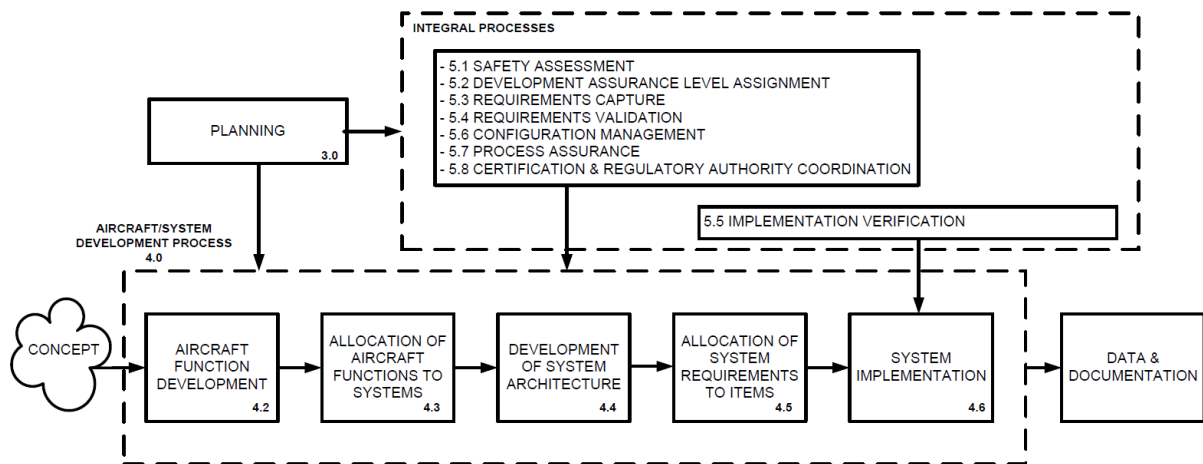 INTEGRAL PROCESSES
- 5.1 SAFETY ASSESSMENT
- 5.2 DEVELOPMENT ASSURANCE LEVEL ASSIGNMENT
- 5.3 REQUIREMENTS CAPTURE
- 5.4 REQUIREMENTS VALIDATION
- 5.6 CONFIGURATION MANAGEMENT
- 5.7 PROCESS ASSURANCE
- 5.8 CERTIFICATION & REGULATORY AUTHORITY COORDINATION
PLANNING
3.0
5.5 IMPLEMENTATION VERIFICATION
AIRCRAFT/SYSTEM
DEVELOPMENT PROCESS
4.0
CONCEPT
AIRCRAFT
FUNCTION
DEVELOPMENT
4.2
ALLOCATION OF
AIRCRAFT
FUNCTIONS TO
SYSTEMS
4.3
DEVELOPMENT
OF SYSTEM
ARCHITECTURE
4.4
ALLOCATION OF
SYSTEM
REQUIREMENTS
TO ITEMS
4.5
SYSTEM
IMPLEMENTATION
4.6
DATA &
DOCUMENTATION